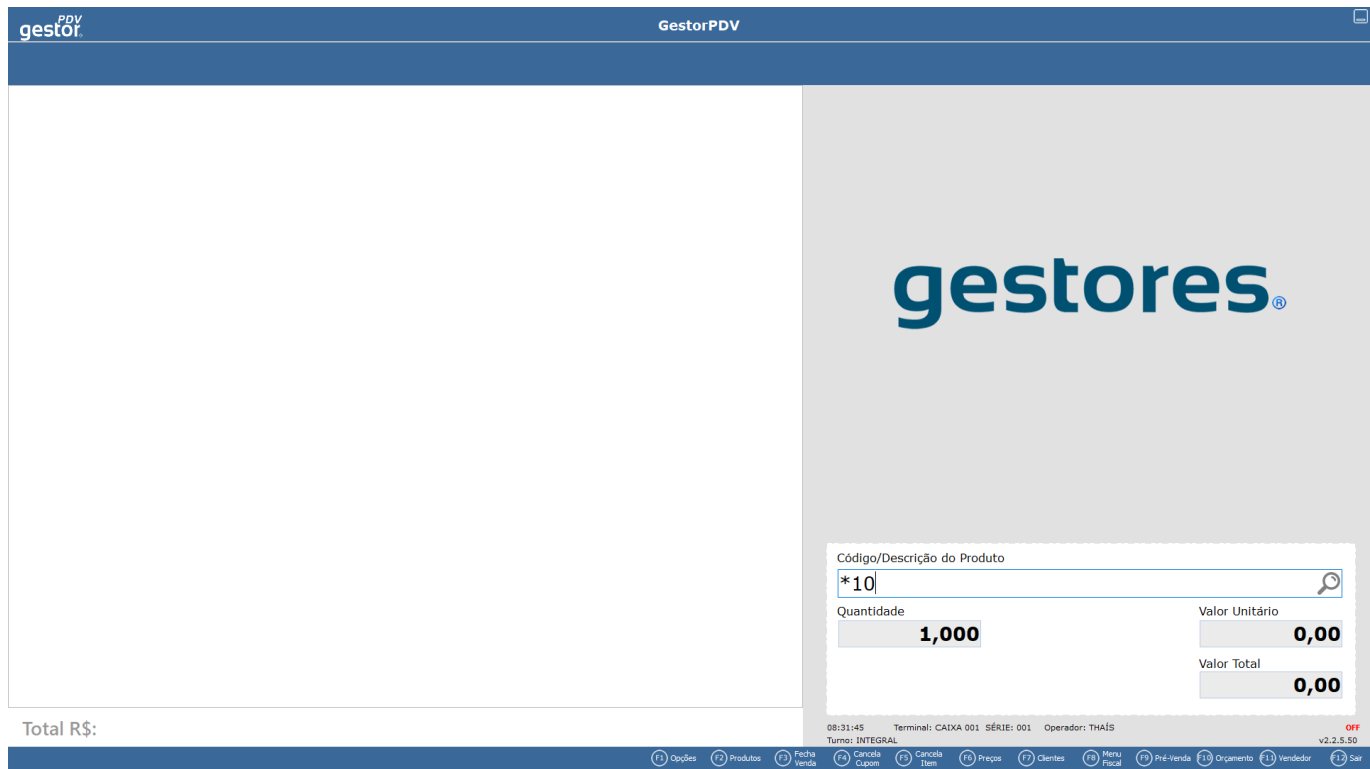 gestor PDV
GestorPDV
gestores®
Código/Descrição do Produto
*10
Quantidade
Valor Unitário
1,000
0,00
Valor Total
0,00
Total R$:
08:31:45 Terminal: CAIXA 001 SÉRIE: 001 Operador: THAÍS OFF
Turno: INTEGRAL v2.2.5.50
F1 Opções F2 Produtos F3 Fecha Venda F4 Cancela Cupom F5 Cancela Item F6 Preços F7 Clientes F8 Menu Fiscal F9 Pré-Venda F10 Orçamento F11 Vendedor F12 Sair